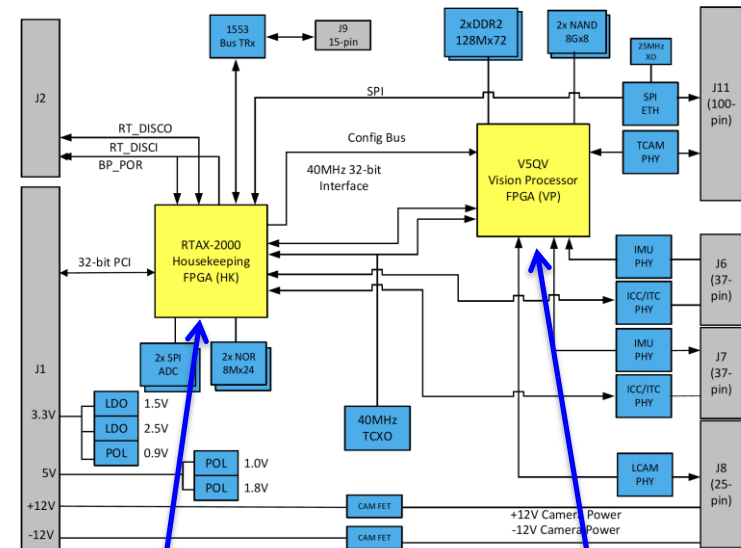 1553
Bus TRx
J9
15-pin
2xDDR2
128Mx72
2x NAND
8Gx8
25MHz
XO
J2
SPI
SPI
ETH
J11
(100-
pin)
RT_DISCO
RT_DISCI
BP_POR
Config Bus
40MHz 32-bit
Interface
V5QV
Vision Processor
FPGA (VP)
TCAM
PHY
32-bit PCI
RTAX-2000
Housekeeping
FPGA (HK)
IMU
PHY
J6
(37-
pin)
ICC/ITC
PHY
J1
2x SPI
ADC
2x NOR
8Mx24
IMU
PHY
J7
(37-
pin)
ICC/ITC
PHY
3.3V
LDO 1.5V
LDO 2.5V
POL 0.9V
40MHz
TCXO
5V
POL 1.0V
POL 1.8V
LCAM
PHY
J8
(25-
pin)
+12V
CAM FET
+12V Camera Power
-12V Camera Power
-12V
CAM FET